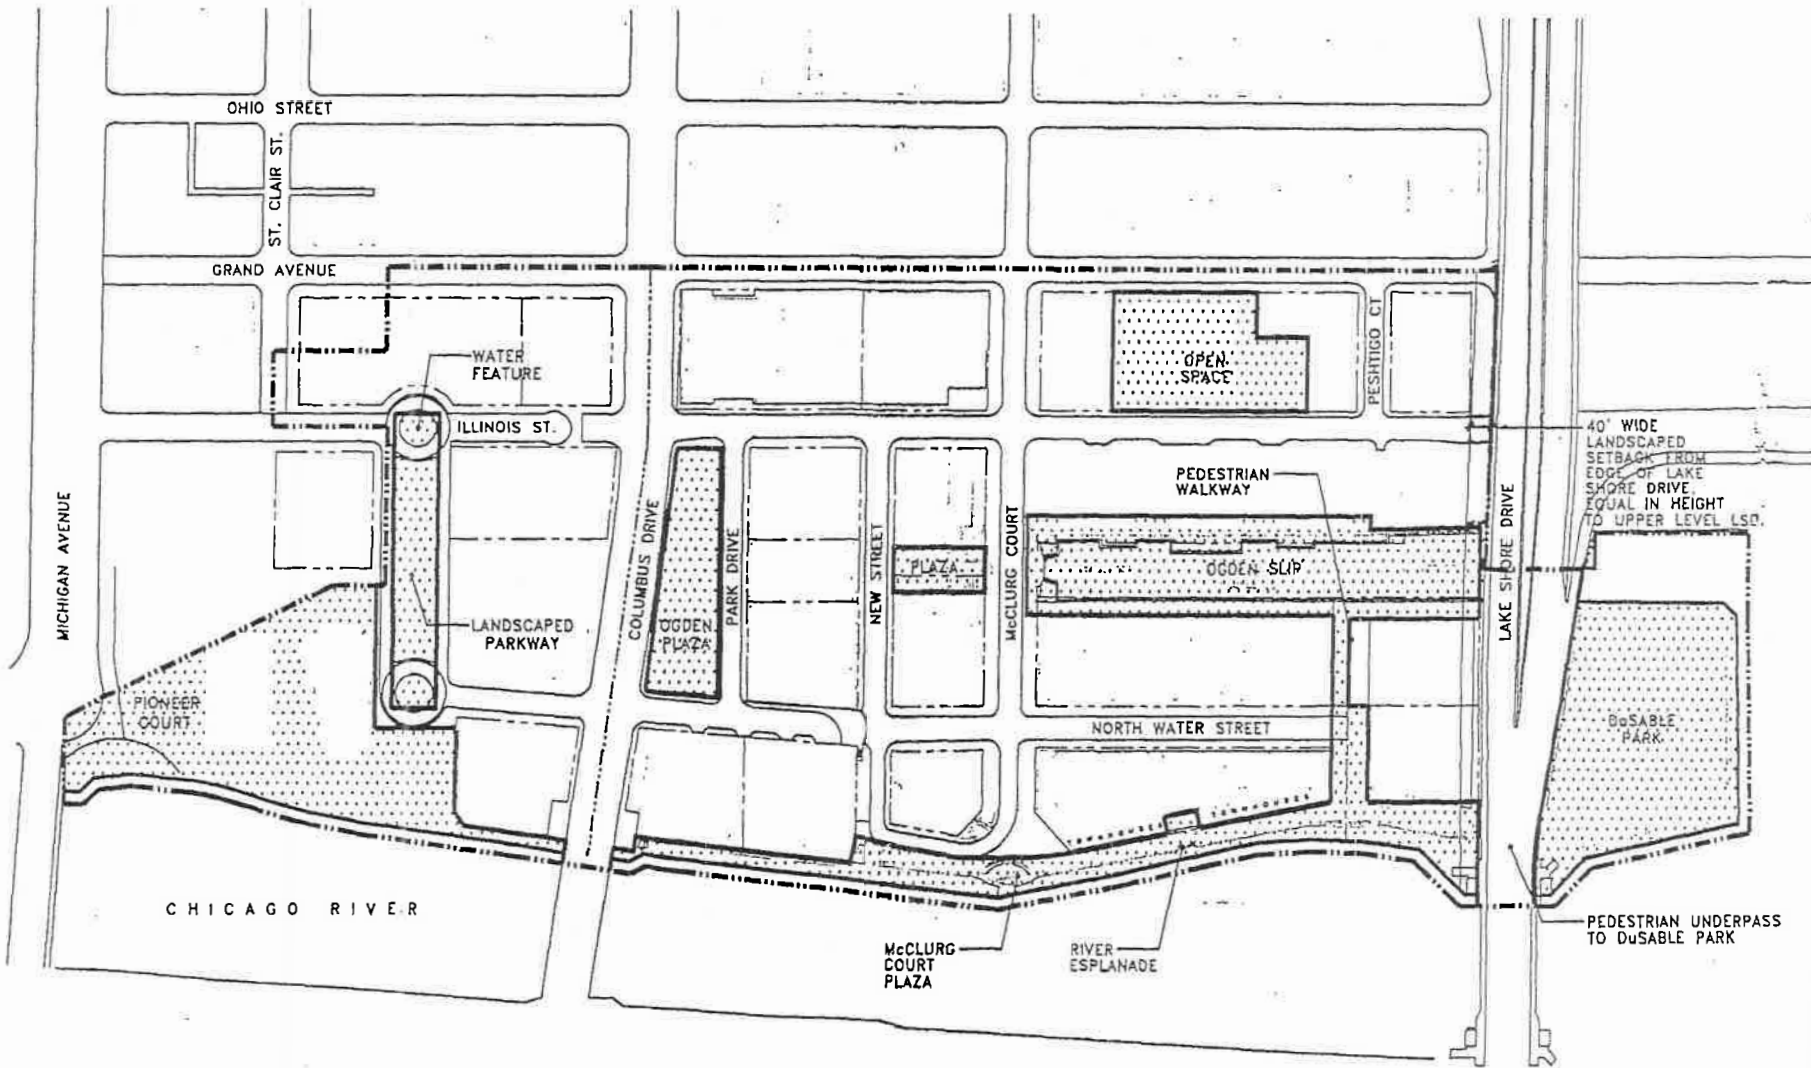 OHIO STREET
ST. CLAIR ST.
GRAND AVENUE
WATER
FEATURE
ILLINOIS ST.
OPEN
SPACE
PESHTIGO CT
40' WIDE
LANDSCAPED
SETBACK FROM
EDGE OF LAKE
SHORE DRIVE,
EQUAL IN HEIGHT
TO UPPER LEVEL LSD.
PEDESTRIAN
WALKWAY
MICHIGAN AVENUE
COLUMBUS DRIVE
PARK DRIVE
NEW STREET
PLAZA
McCLURG COURT
OGDEN SLIP
LAKE SHORE DRIVE
LANDSCAPED
PARKWAY
OGDEN
PLAZA
PIONEER
COURT
NORTH WATER STREET
DuSABLE
PARK
CHICAGO RIVER
McCLURG
COURT
PLAZA
RIVER
ESPLANADE
PEDESTRIAN UNDERPASS
TO DuSABLE PARK